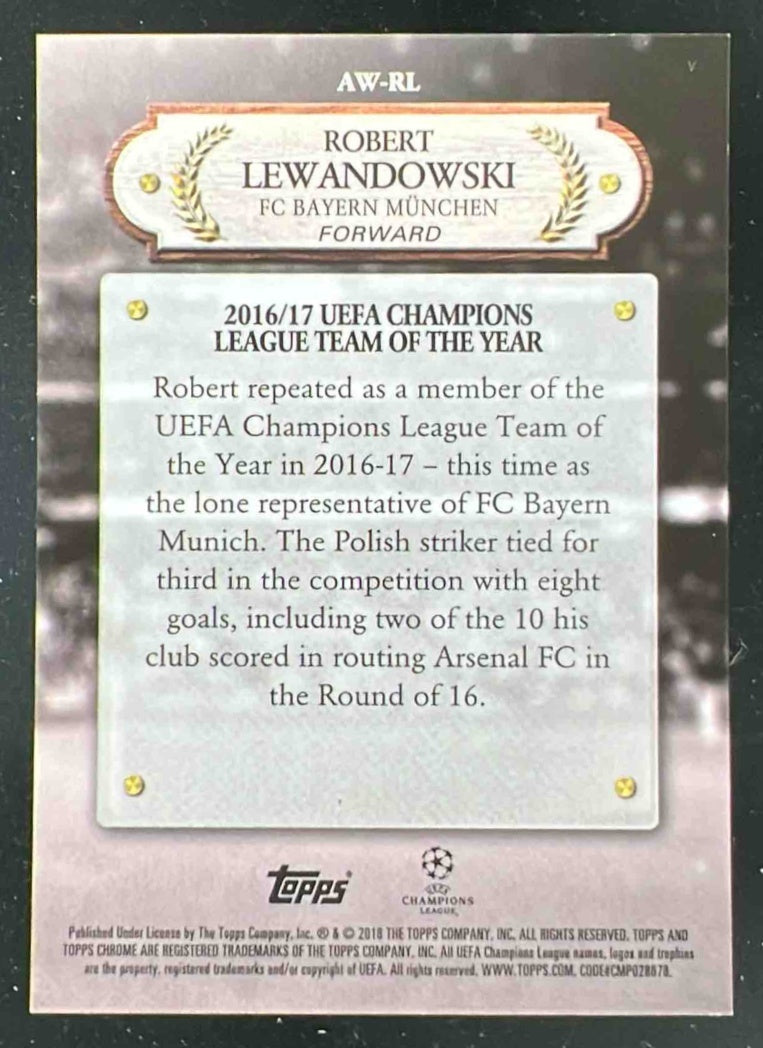 AW-RL
ROBERT
LEWANDOWSKI
FC BAYERN MÜNCHEN
FORWARD
2016/17 UEFA CHAMPIONS
LEAGUE TEAM OF THE YEAR
Robert repeated as a member of the
UEFA Champions League Team of
the Year in 2016-17 – this time as
the lone representative of FC Bayern
Munich. The Polish striker tied for
third in the competition with eight
goals, including two of the 10 his
club scored in routing Arsenal FC in
the Round of 16.
Topps®
CHAMPIONS
LEAGUE
Published Under License by The Topps Company, Inc. ® & © 2018 THE TOPPS COMPANY, INC. ALL RIGHTS RESERVED. TOPPS AND
TOPPS CHROME ARE REGISTERED TRADEMARKS OF THE TOPPS COMPANY, INC. All UEFA Champions League names, logos and trophies
are the property, registered trademarks and/or copyright of UEFA. All rights reserved. WWW.TOPPS.COM.